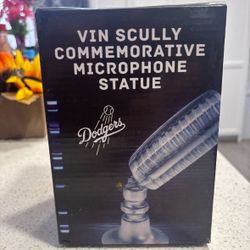 VIN SCULLY
COMMEMORATIVE
MICROPHONE
STATUE
Dodgers